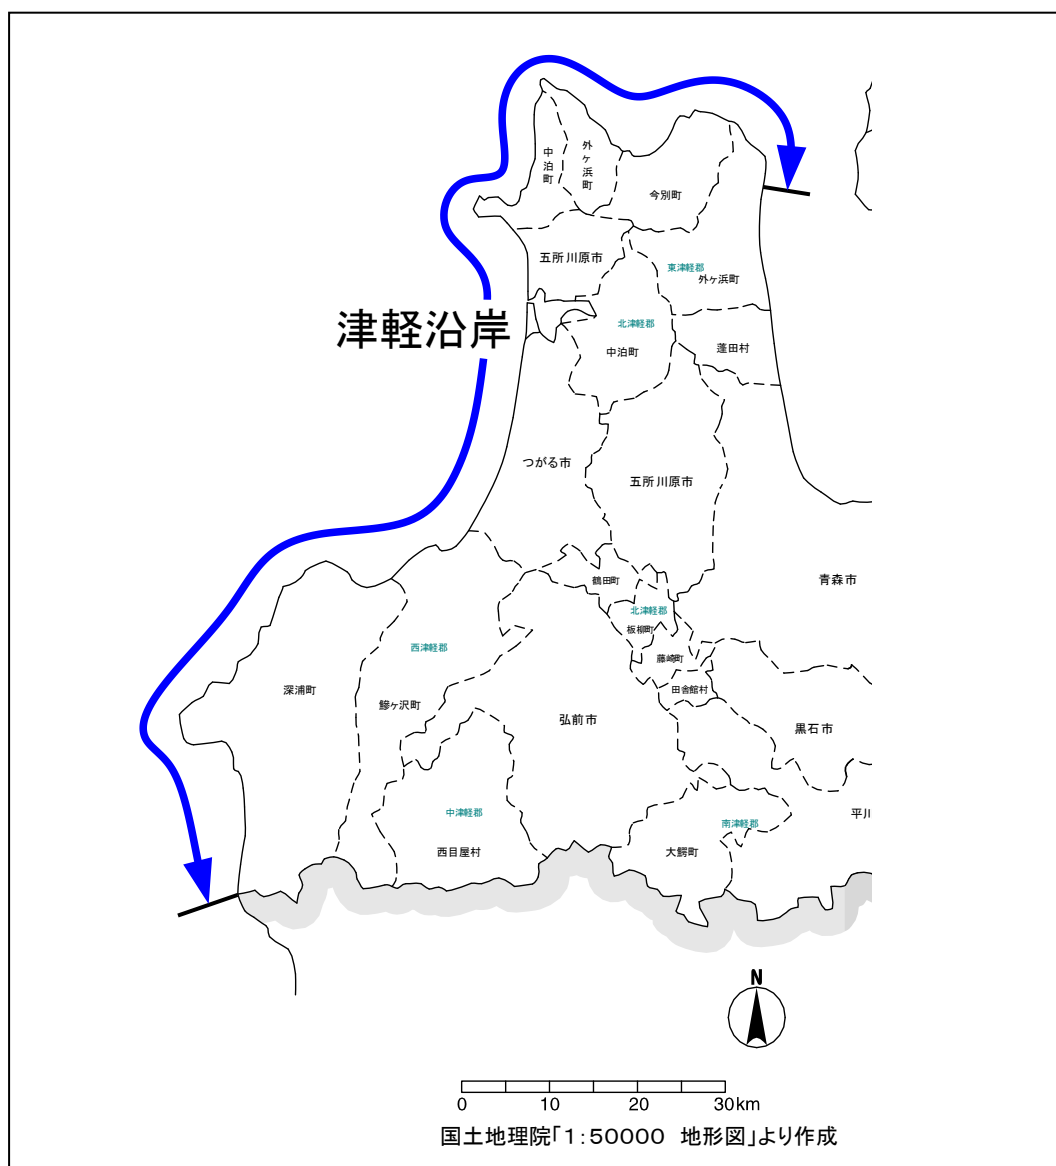 中泊町
外ヶ浜町
今別町
五所川原市
東津軽郡
外ヶ浜町
津軽沿岸
北津軽郡
中泊町
蓬田村
つがる市
五所川原市
青森市
鶴田町
北津軽郡
板柳町
西津軽郡
藤崎町
深浦町
鰺ヶ沢町
田舎館村
弘前市
黒石市
中津軽郡
南津軽郡
平川
西目屋村
大鰐町
N
0 10 20 30km
国土地理院「1:50000 地形図」より作成